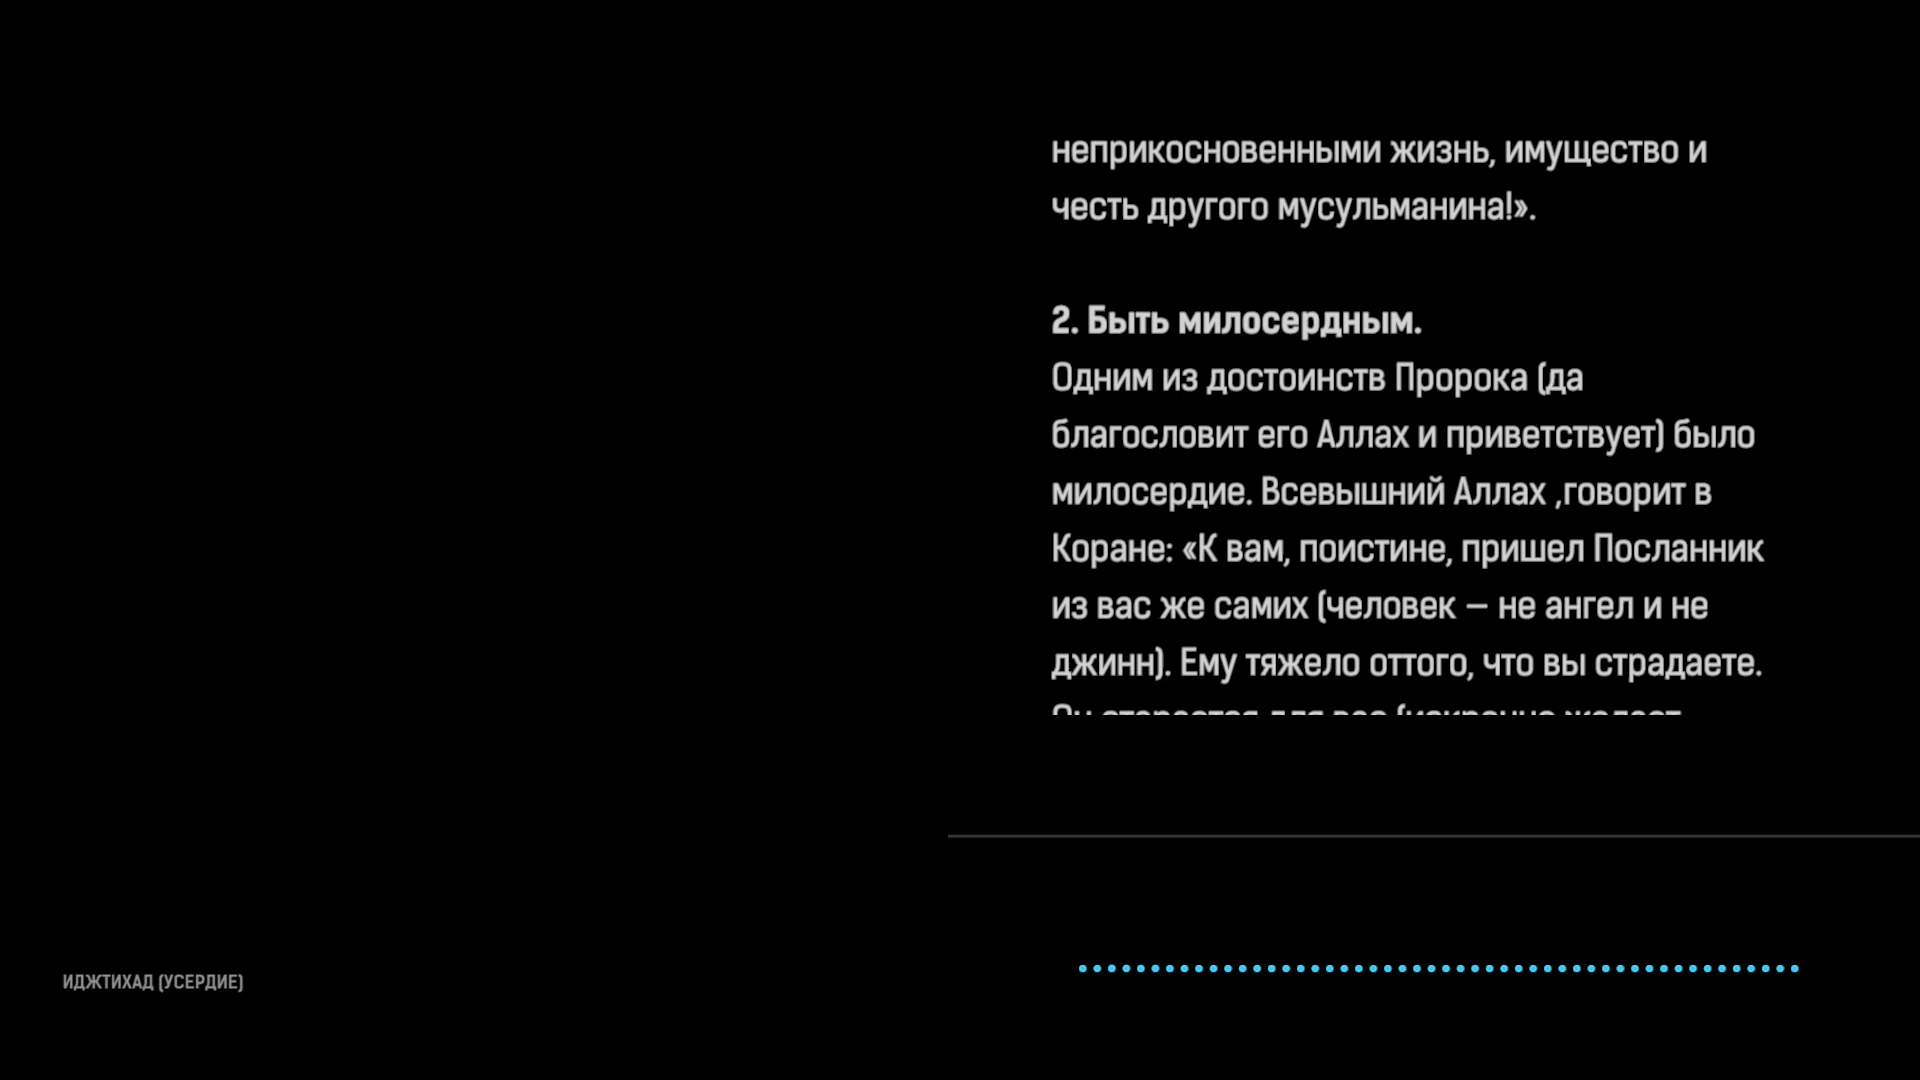 неприкосновенными жизнь, имущество и
честь другого мусульманина!».
2. Быть милосердным.
Одним из достоинств Пророка (да
благословит его Аллах и приветствует) было
милосердие. Всевышний Аллах ,говорит в
Коране: «К вам, поистине, пришел Посланник
из вас же самих (человек – не ангел и не
джинн). Ему тяжело оттого, что вы страдаете.
ИДЖТИХАД (УСЕРДИЕ)